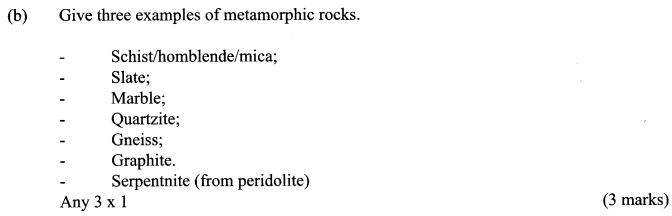 (b) Give three examples of metamorphic rocks.
- Schist/homblende/mica;
- Slate;
- Marble;
- Quartzite;
- Gneiss;
- Graphite.
- Serpentnite (from peridolite)
Any 3 x 1 (3 marks)